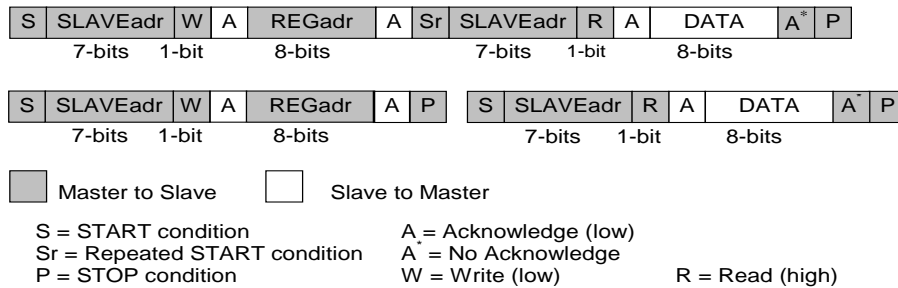 S SLAVEadr W A REGadr A Sr SLAVEadr R A DATA A* P
7-bits 1-bit 8-bits 7-bits 1-bit 8-bits
S SLAVEadr W A REGadr A P S SLAVEadr R A DATA A* P
7-bits 1-bit 8-bits 7-bits 1-bit 8-bits
Master to Slave Slave to Master
S = START condition A = Acknowledge (low)
Sr = Repeated START condition A* = No Acknowledge
P = STOP condition W = Write (low) R = Read (high)